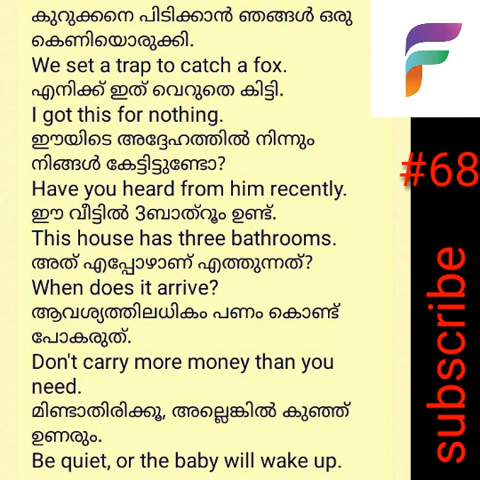 കുറുക്കനെ പിടിക്കാൻ ഞങ്ങൾ ഒരു
കെണിയൊരുക്കി.
We set a trap to catch a fox.
എനിക്ക് ഇത് വെറുതെ കിട്ടി.
I got this for nothing.
ഈയിടെ അദ്ദേഹത്തിൽ നിന്നും
നിങ്ങൾ കേട്ടിട്ടുണ്ടോ?
Have you heard from him recently.
ഈ വീട്ടിൽ 3ബാത്റൂം ഉണ്ട്.
This house has three bathrooms.
അത് എപ്പോഴാണ് എത്തുന്നത്?
When does it arrive?
ആവശ്യത്തിലധികം പണം കൊണ്ട്
പോകരുത്.
Don't carry more money than you
need.
മിണ്ടാതിരിക്കൂ, അല്ലെങ്കിൽ കുഞ്ഞ്
ഉണരും.
Be quiet, or the baby will wake up.
F
#68
subscribe